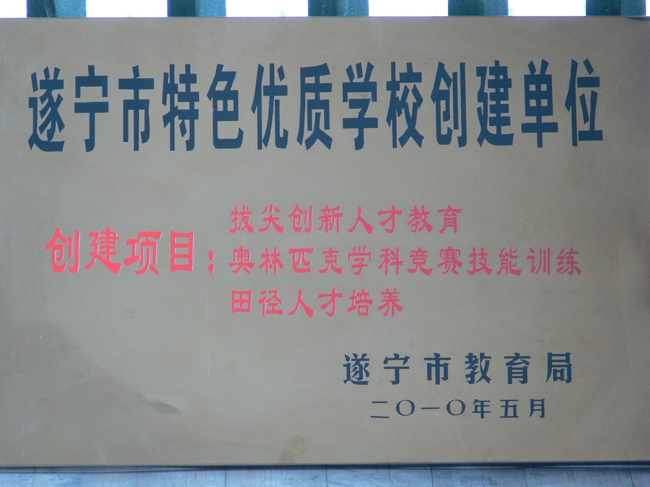 遂宁市特色优质学校创建单位
创建项目：
拔尖创新人才教育
奥林匹克学科竞赛技能训练
田径人才培养
遂宁市教育局
二〇一〇年五月